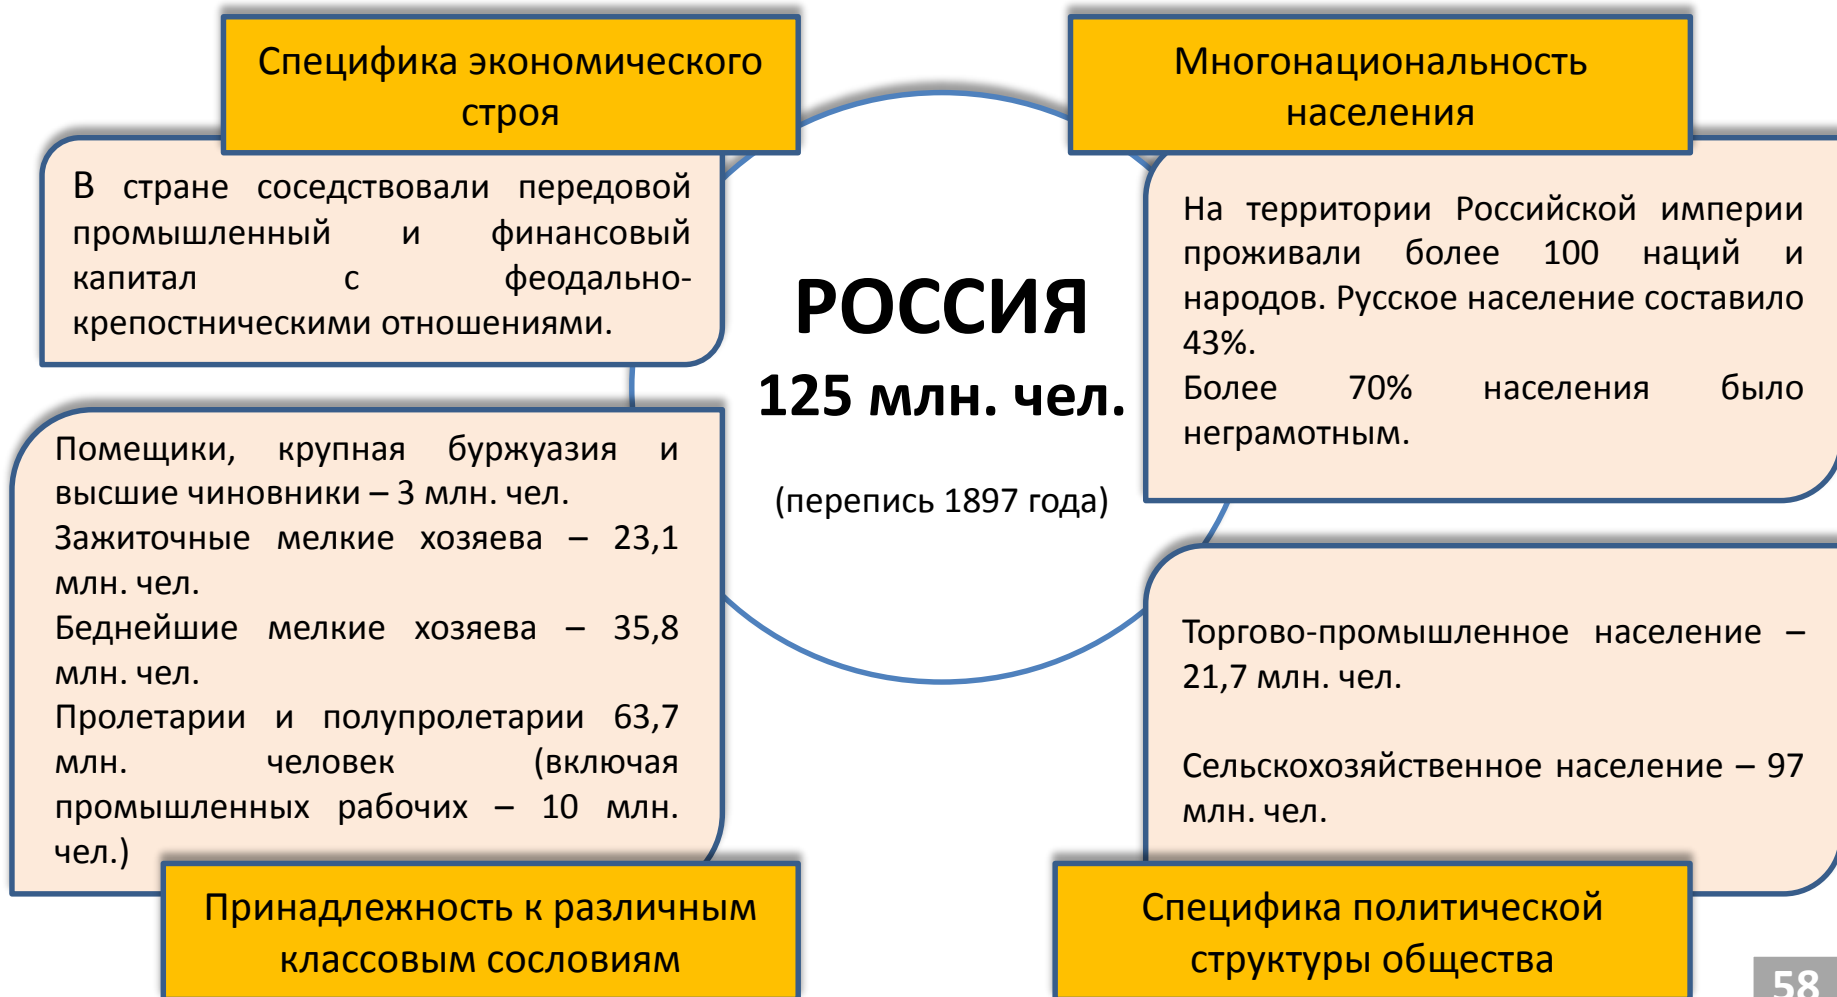 Специфика экономического
строя
В стране соседствовали передовой
промышленный и финансовый
капитал с феодально-
крепостническими отношениями.
Многонациональность
населения
На территории Российской империи
проживали более 100 наций и
народов. Русское население составило
43%.
Более 70% населения было
неграмотным.
РОССИЯ
125 млн. чел.
(перепись 1897 года)
Помещики, крупная буржуазия и
высшие чиновники – 3 млн. чел.
Зажиточные мелкие хозяева – 23,1
млн. чел.
Беднейшие мелкие хозяева – 35,8
млн. чел.
Пролетарии и полупролетарии 63,7
млн. человек (включая
промышленных рабочих – 10 млн.
чел.)
Принадлежность к различным
классовым сословиям
Торгово-промышленное население –
21,7 млн. чел.
Сельскохозяйственное население – 97
млн. чел.
Специфика политической
структуры общества
58